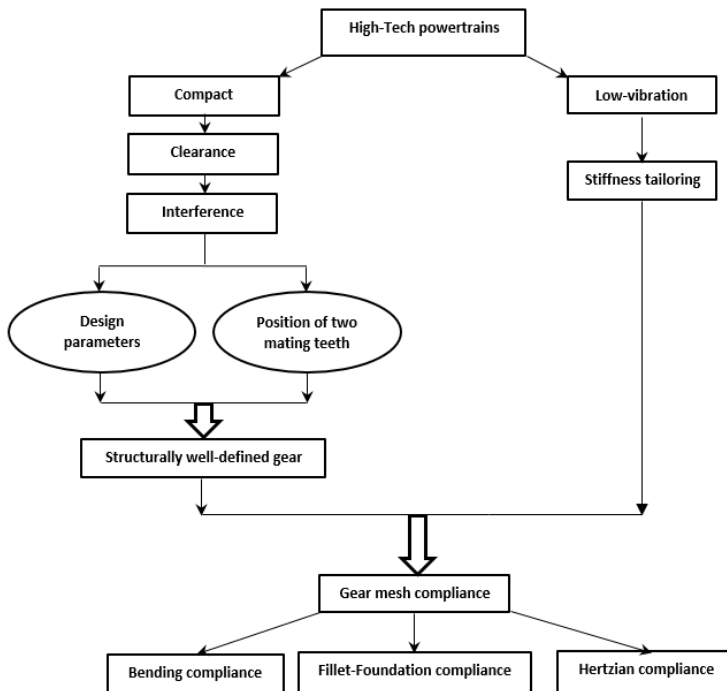 High-Tech powertrains
Compact
Low-vibration
Clearance
Stiffness tailoring
Interference
Design
parameters
Position of two
mating teeth
Structurally well-defined gear
Gear mesh compliance
Bending compliance
Fillet-Foundation compliance
Hertzian compliance